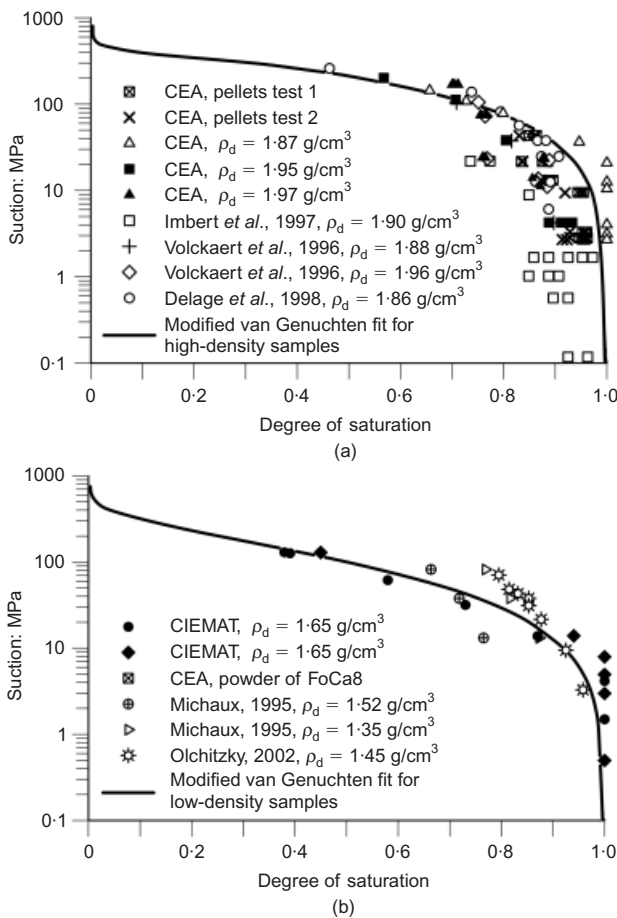 1000
100
10
1
0·1
Suction: MPa
CEA, pellets test 1
CEA, pellets test 2
CEA, ρd = 1·87 g/cm³
CEA, ρd = 1·95 g/cm³
CEA, ρd = 1·97 g/cm³
Imbert et al., 1997, ρd = 1·90 g/cm³
Volckaert et al., 1996, ρd = 1·88 g/cm³
Volckaert et al., 1996, ρd = 1·96 g/cm³
Delage et al., 1998, ρd = 1·86 g/cm³
Modified van Genuchten fit for
high-density samples
0 0·2 0·4 0·6 0·8 1·0
Degree of saturation
(a)
1000
100
10
1
0·1
Suction: MPa
CIEMAT, ρd = 1·65 g/cm³
CIEMAT, ρd = 1·65 g/cm³
CEA, powder of FoCa8
Michaux, 1995, ρd = 1·52 g/cm³
Michaux, 1995, ρd = 1·35 g/cm³
Olchitzky, 2002, ρd = 1·45 g/cm³
Modified van Genuchten fit for
low-density samples
0 0·2 0·4 0·6 0·8 1·0
Degree of saturation
(b)